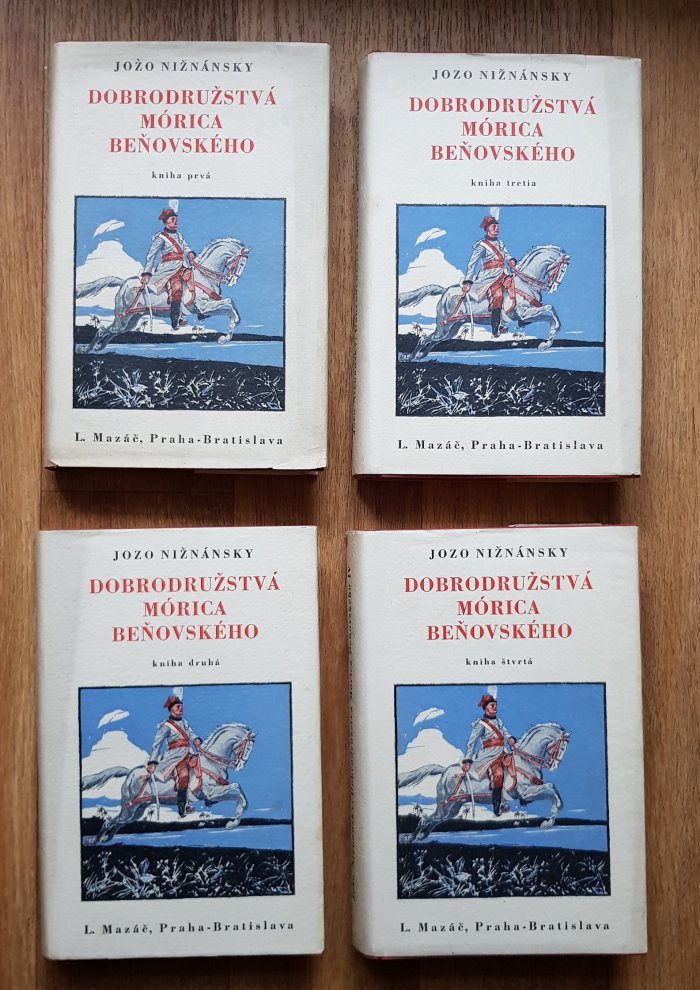 JOŽO NIŽNÁNSKY
DOBRODRUŽSTVÁ
MÓRICA
BEŇOVSKÉHO
kniha prvá
L. Mazáč, Praha-Bratislava
JOZO NIŽNÁNSKY
DOBRODRUŽSTVÁ
MÓRICA
BEŇOVSKÉHO
kniha tretia
L. Mazáč, Praha-Bratislava
JOZO NIŽNÁNSKY
DOBRODRUŽSTVÁ
MÓRICA
BEŇOVSKÉHO
kniha druhá
L. Mazáč, Praha-Bratislava
JOZO NIŽNÁNSKY
DOBRODRUŽSTVÁ
MÓRICA
BEŇOVSKÉHO
kniha štvrtá
L. Mazáč, Praha-Bratislava